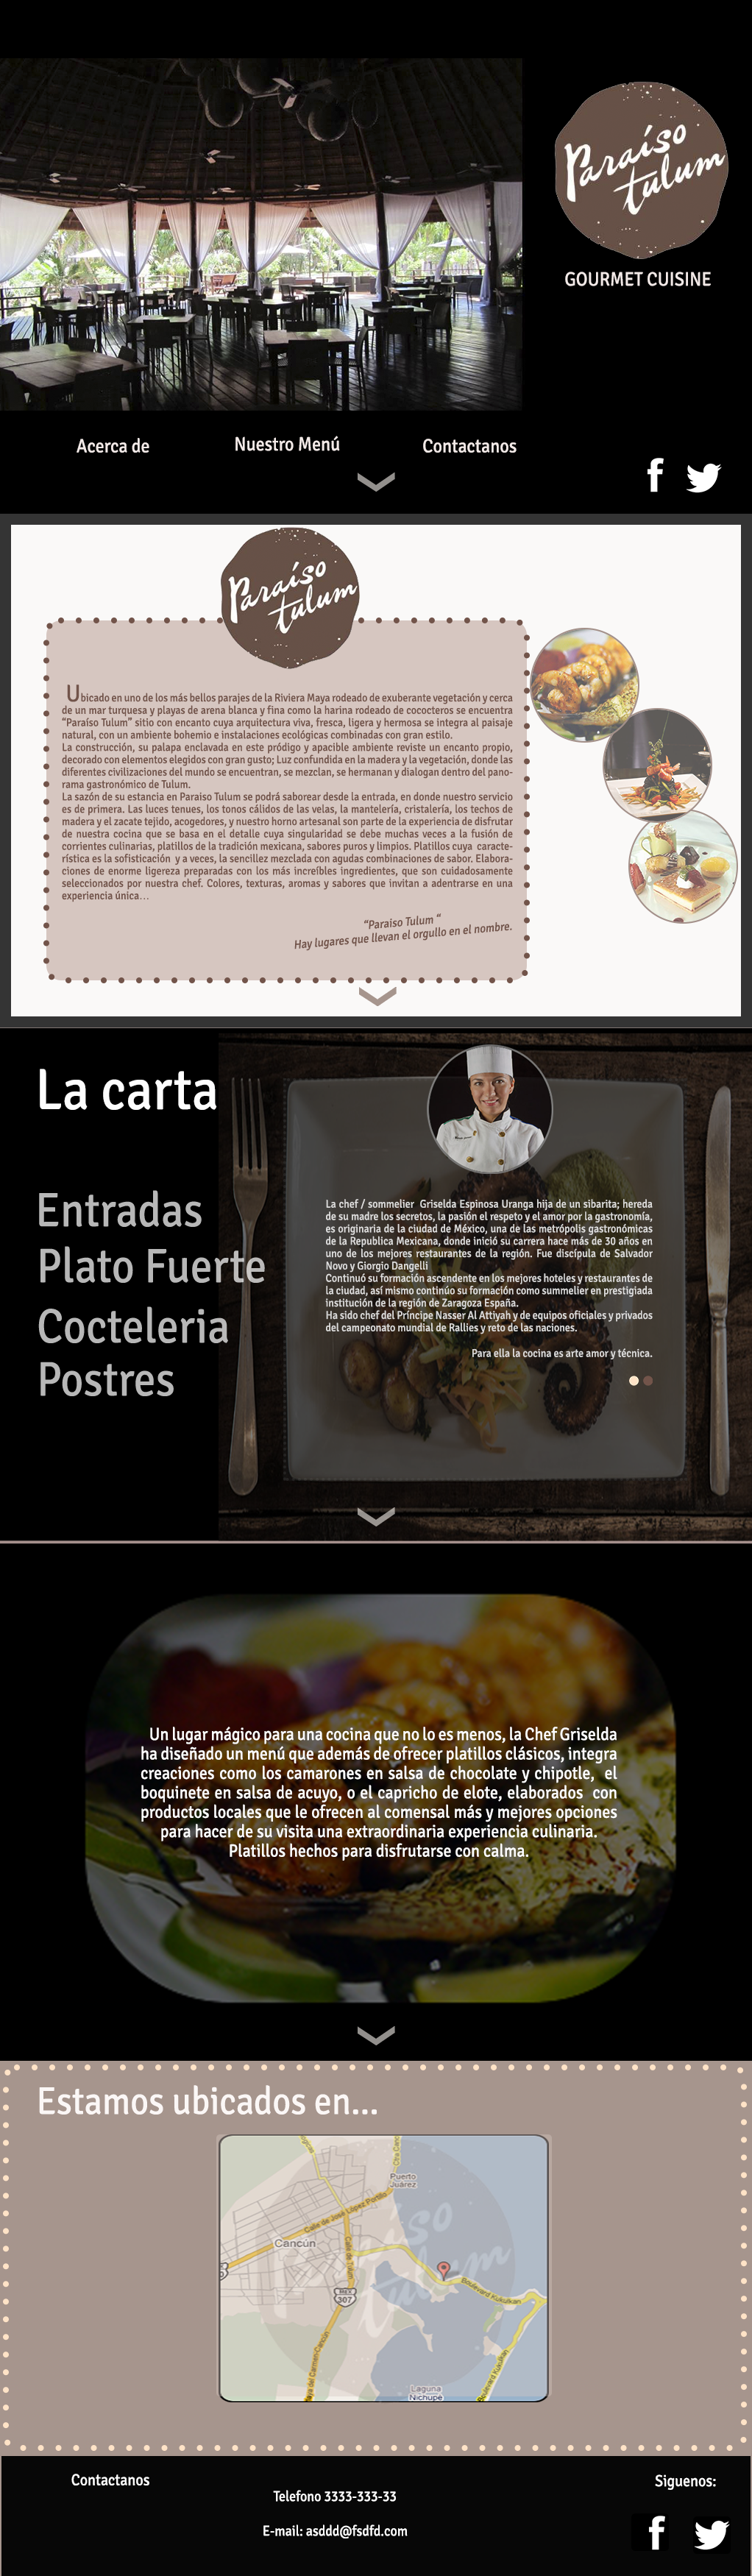 Paraíso
tulum
GOURMET CUISINE
Acerca de
Nuestro Menú
Contactanos
Paraíso
tulum
Ubicado en uno de los más bellos parajes de la Riviera Maya rodeado de exuberante vegetación y cerca
de un mar turquesa y playas de arena blanca y fina como la harina rodeado de cocoteros se encuentra
“Paraíso Tulum” sitio con encanto cuya arquitectura viva, fresca, ligera y hermosa se integra al paisaje
natural, con un ambiente bohemio e instalaciones ecológicas combinadas con gran estilo.
La construcción, su palapa enclavada en este pródigo y apacible ambiente reviste un encanto propio,
decorado con elementos elegidos con gran gusto; Luz confundida en la madera y la vegetación, donde las
diferentes civilizaciones del mundo se encuentran, se mezclan, se hermanan y dialogan dentro del pano-
rama gastronómico de Tulum.
La sazón de su estancia en Paraiso Tulum se podrá saborear desde la entrada, en donde nuestro servicio
es de primera. Las luces tenues, los tonos cálidos de las velas, la mantelería, cristalería, los techos de
madera y el zacate tejido, acogedores, y nuestro horno artesanal son parte de la experiencia de disfrutar
de nuestra cocina que se basa en el detalle cuya singularidad se debe muchas veces a la fusión de
corrientes culinarias, platillos de la tradición mexicana, sabores puros y limpios. Platillos cuya caracte-
rística es la sofisticación y a veces, la sencillez mezclada con agudas combinaciones de sabor. Elabora-
ciones de enorme ligereza preparadas con los más increíbles ingredientes, que son cuidadosamente
seleccionados por nuestra chef. Colores, texturas, aromas y sabores que invitan a adentrarse en una
experiencia única...
“Paraiso Tulum “
Hay lugares que llevan el orgullo en el nombre.
La carta
Entradas
Plato Fuerte
Cocteleria
Postres
La chef / sommelier Griselda Espinosa Uranga hija de un sibarita; hereda
de su madre los secretos, la pasión el respeto y el amor por la gastronomía,
es originaria de la ciudad de México, una de las metrópolis gastronómicas
de la Republica Mexicana, donde inició su carrera hace más de 30 años en
uno de los mejores restaurantes de la región. Fue discípula de Salvador
Novo y Giorgio Dangelli
Continuó su formación ascendente en los mejores hoteles y restaurantes de
la ciudad, así mismo continúo su formación como summelier en prestigiada
institución de la región de Zaragoza España.
Ha sido chef del Príncipe Nasser Al Attiyah y de equipos oficiales y privados
del campeonato mundial de Rallies y reto de las naciones.
Para ella la cocina es arte amor y técnica.
Un lugar mágico para una cocina que no lo es menos, la Chef Griselda
ha diseñado un menú que además de ofrecer platillos clásicos, integra
creaciones como los camarones en salsa de chocolate y chipotle, el
boquinete en salsa de acuyo, o el capricho de elote, elaborados con
productos locales que le ofrecen al comensal más y mejores opciones
para hacer de su visita una extraordinaria experiencia culinaria.
Platillos hechos para disfrutarse con calma.
Estamos ubicados en...
Puerto
Juárez
Calle de José López Portillo
Cancún
Calle de Tulum
307
Boulevard Kukulkan
Boulevard Kukulkan
Laguna
Nichupe
Contactanos
Telefono 3333-333-33
E-mail: asddd@fsdfd.com
Siguenos: